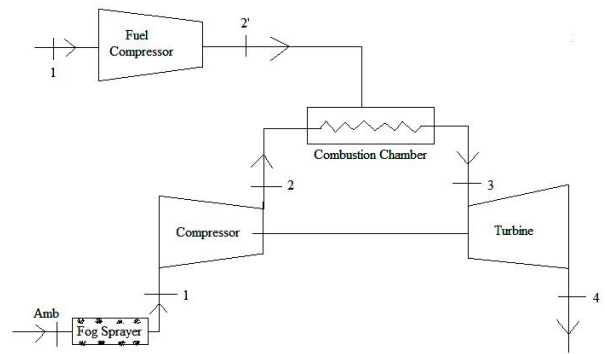 Fuel
Compressor
2'
1
Combustion Chamber
2
3
Compressor
Turbine
1
4
Amb
Fog Sprayer